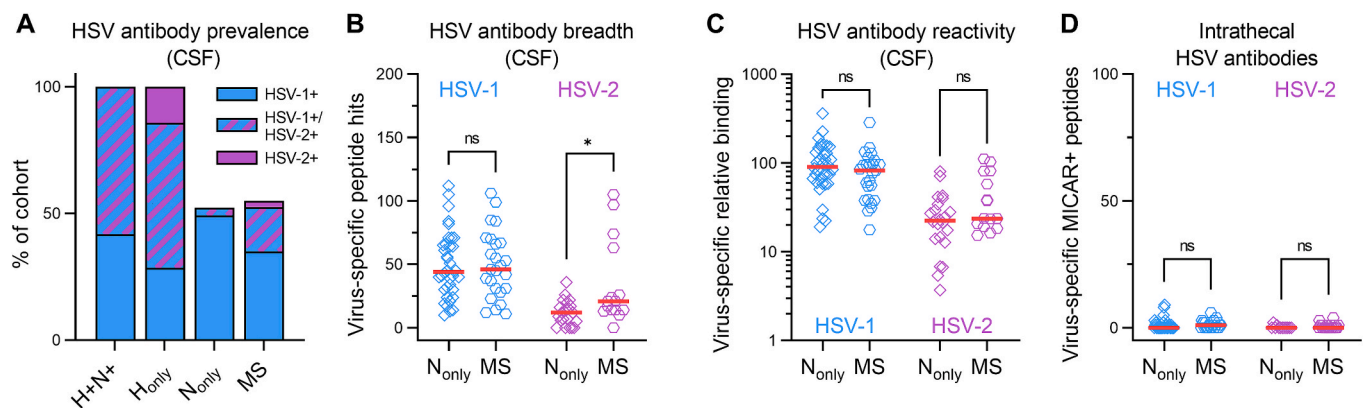 A
HSV antibody prevalence
(CSF)
% of cohort
100
50
0
HSV-1+
HSV-1+/
HSV-2+
HSV-2+
H+N+
Honly
Nonly
MS
B
HSV antibody breadth
(CSF)
Virus-specific peptide hits
200
150
100
50
0
HSV-1
HSV-2
ns
*
Nonly
MS
Nonly
MS
C
HSV antibody reactivity
(CSF)
Virus-specific relative binding
1000
100
10
1
ns
ns
HSV-1
HSV-2
Nonly
MS
Nonly
MS
D
Intrathecal
HSV antibodies
Virus-specific MICAR+ peptides
100
50
0
HSV-1
HSV-2
ns
ns
Nonly
MS
Nonly
MS